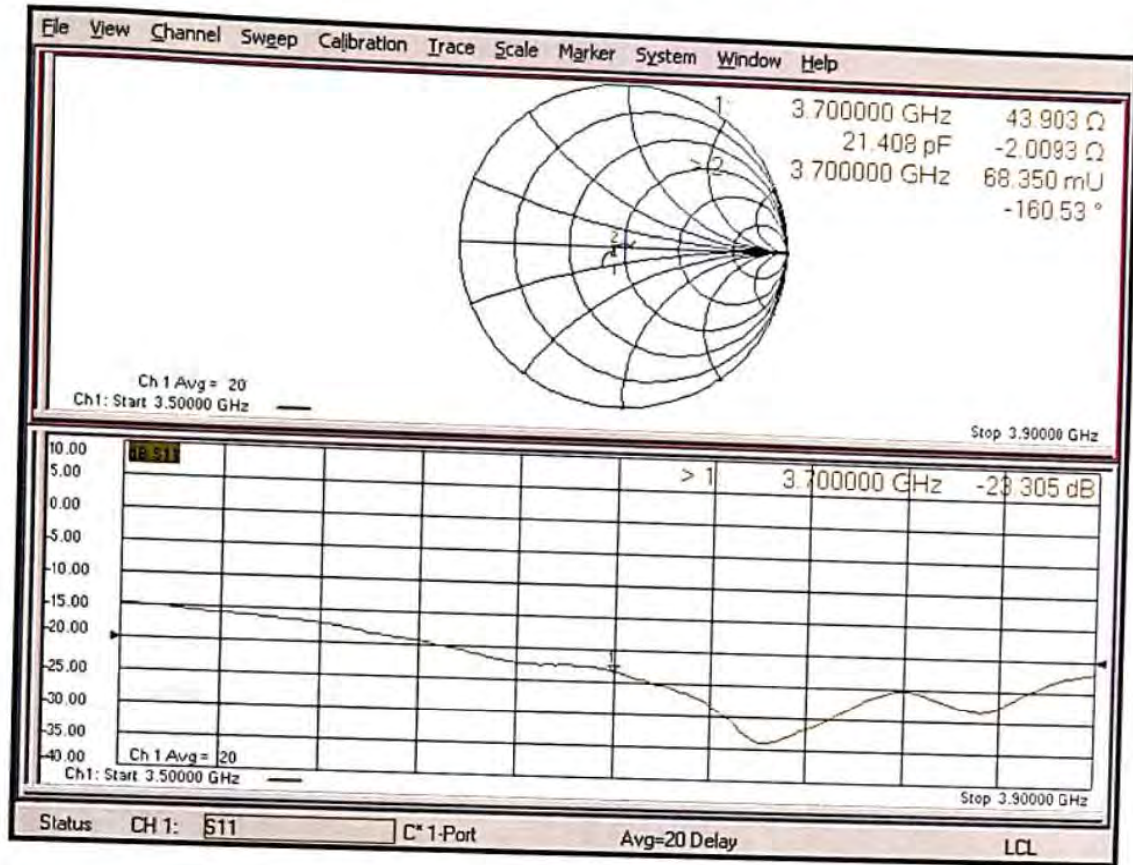 File View Channel Sweep Calibration Trace Scale Marker System Window Help
1: 3.700000 GHz 43.903 Ω
21.408 pF -2.0093 Ω
> 2 3.700000 GHz 68.350 mU
-160.53 °
2
1
Ch 1 Avg = 20
Ch1: Start 3.50000 GHz
Stop 3.90000 GHz
10.00
dB S11
5.00
> 1 3.700000 GHz -23.305 dB
0.00
-5.00
-10.00
-15.00
-20.00
1
-25.00
-30.00
-35.00
-40.00
Ch 1 Avg = 20
Ch1: Start 3.50000 GHz
Stop 3.90000 GHz
Status CH 1: S11 C* 1-Port Avg=20 Delay LCL